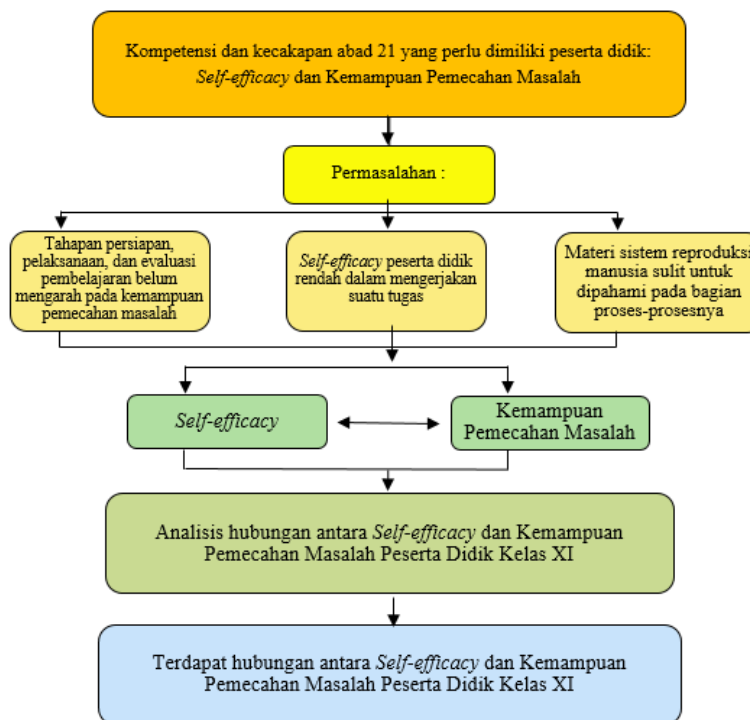 Kompetensi dan kecakapan abad 21 yang perlu dimiliki peserta didik:
Self-efficacy dan Kemampuan Pemecahan Masalah
Permasalahan :
Tahapan persiapan,
pelaksanaan, dan evaluasi
pembelajaran belum
mengarah pada kemampuan
pemecahan masalah
Self-efficacy peserta didik
rendah dalam mengerjakan
suatu tugas
Materi sistem reproduksi
manusia sulit untuk
dipahami pada bagian
proses-prosesnya
Self-efficacy
Kemampuan
Pemecahan Masalah
Analisis hubungan antara Self-efficacy dan Kemampuan
Pemecahan Masalah Peserta Didik Kelas XI
Terdapat hubungan antara Self-efficacy dan Kemampuan
Pemecahan Masalah Peserta Didik Kelas XI